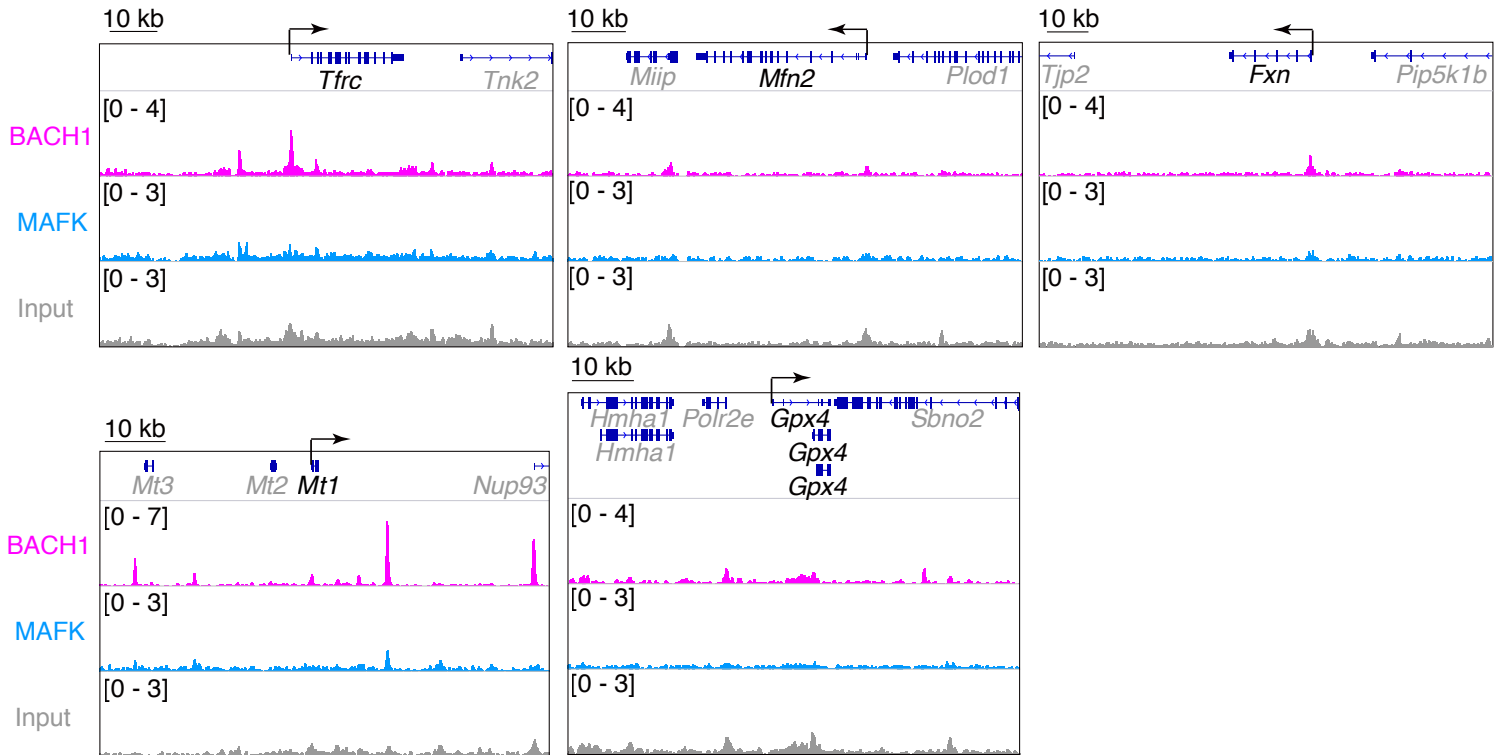 10 kb
10 kb
10 kb
Tfrc
Tnk2
Miip
Mfn2
Plod1
Tjp2
Fxn
Pip5k1b
BACH1
[0 - 4]
[0 - 4]
[0 - 4]
MAFK
[0 - 3]
[0 - 3]
[0 - 3]
Input
[0 - 3]
[0 - 3]
[0 - 3]
10 kb
10 kb
Mt3
Mt2
Mt1
Nup93
Hmha1
Polr2e
Gpx4
Sbno2
Hmha1
Gpx4
Gpx4
BACH1
[0 - 7]
[0 - 4]
MAFK
[0 - 3]
[0 - 3]
Input
[0 - 3]
[0 - 3]